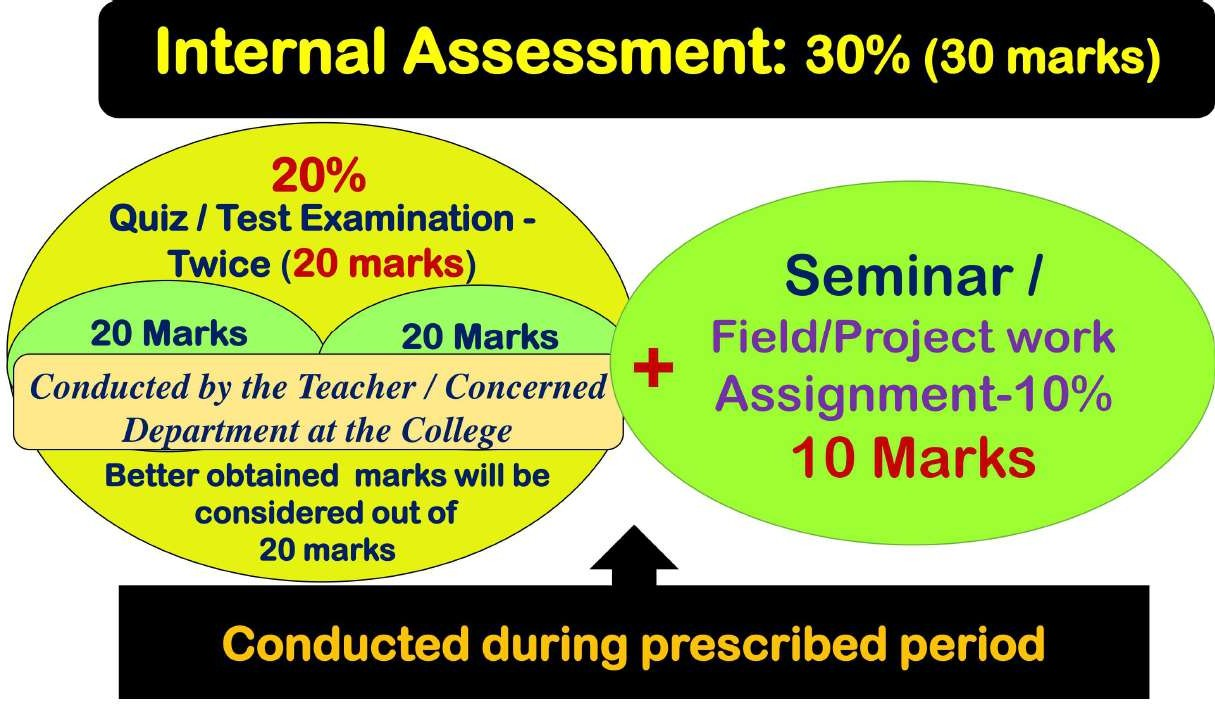 Internal Assessment: 30% (30 marks)
20%
Quiz / Test Examination -
Twice (20 marks)
20 Marks
20 Marks
Conducted by the Teacher / Concerned
Department at the College
Better obtained marks will be
considered out of
20 marks
+
Seminar /
Field/Project work
Assignment-10%
10 Marks
Conducted during prescribed period